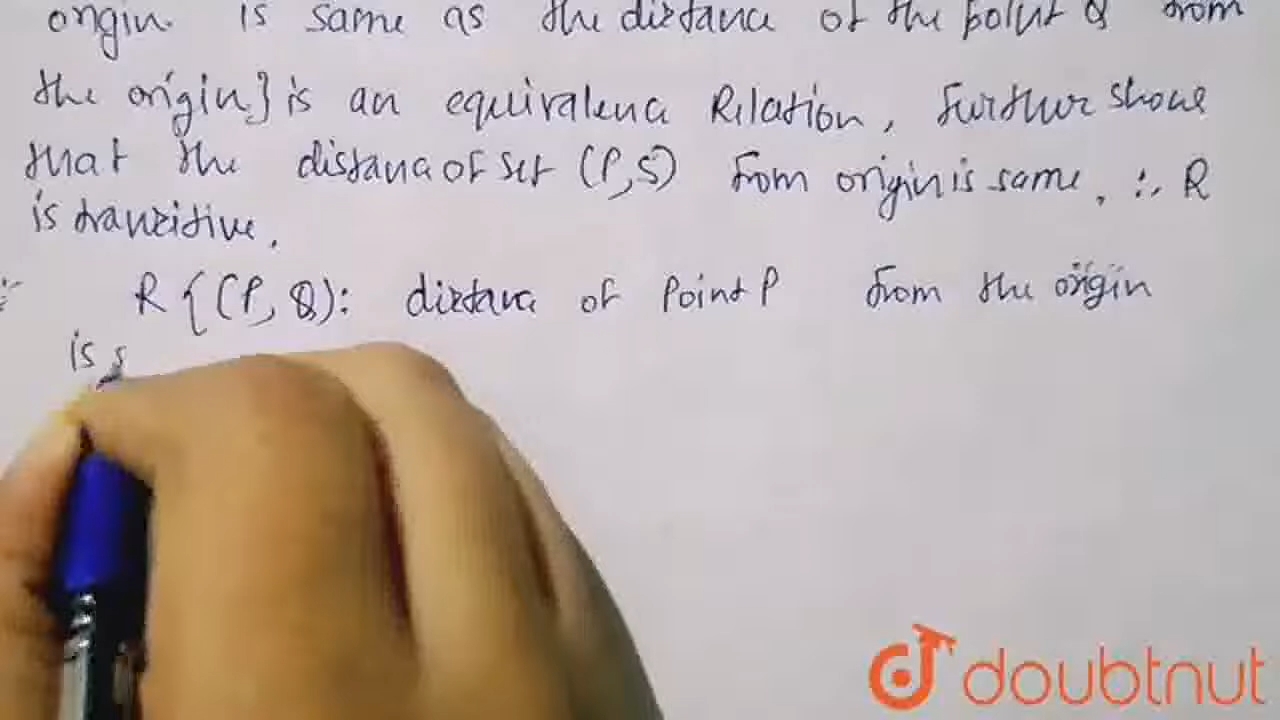 origin. is same as the distance of the point Q from
the origin} is an equivalence Relation, Further show
that the distance of set (P,S) From origin is same. ∴ R
is transitive.
R {(P, Q): distance of Point P from the origin
is s
doubtnut